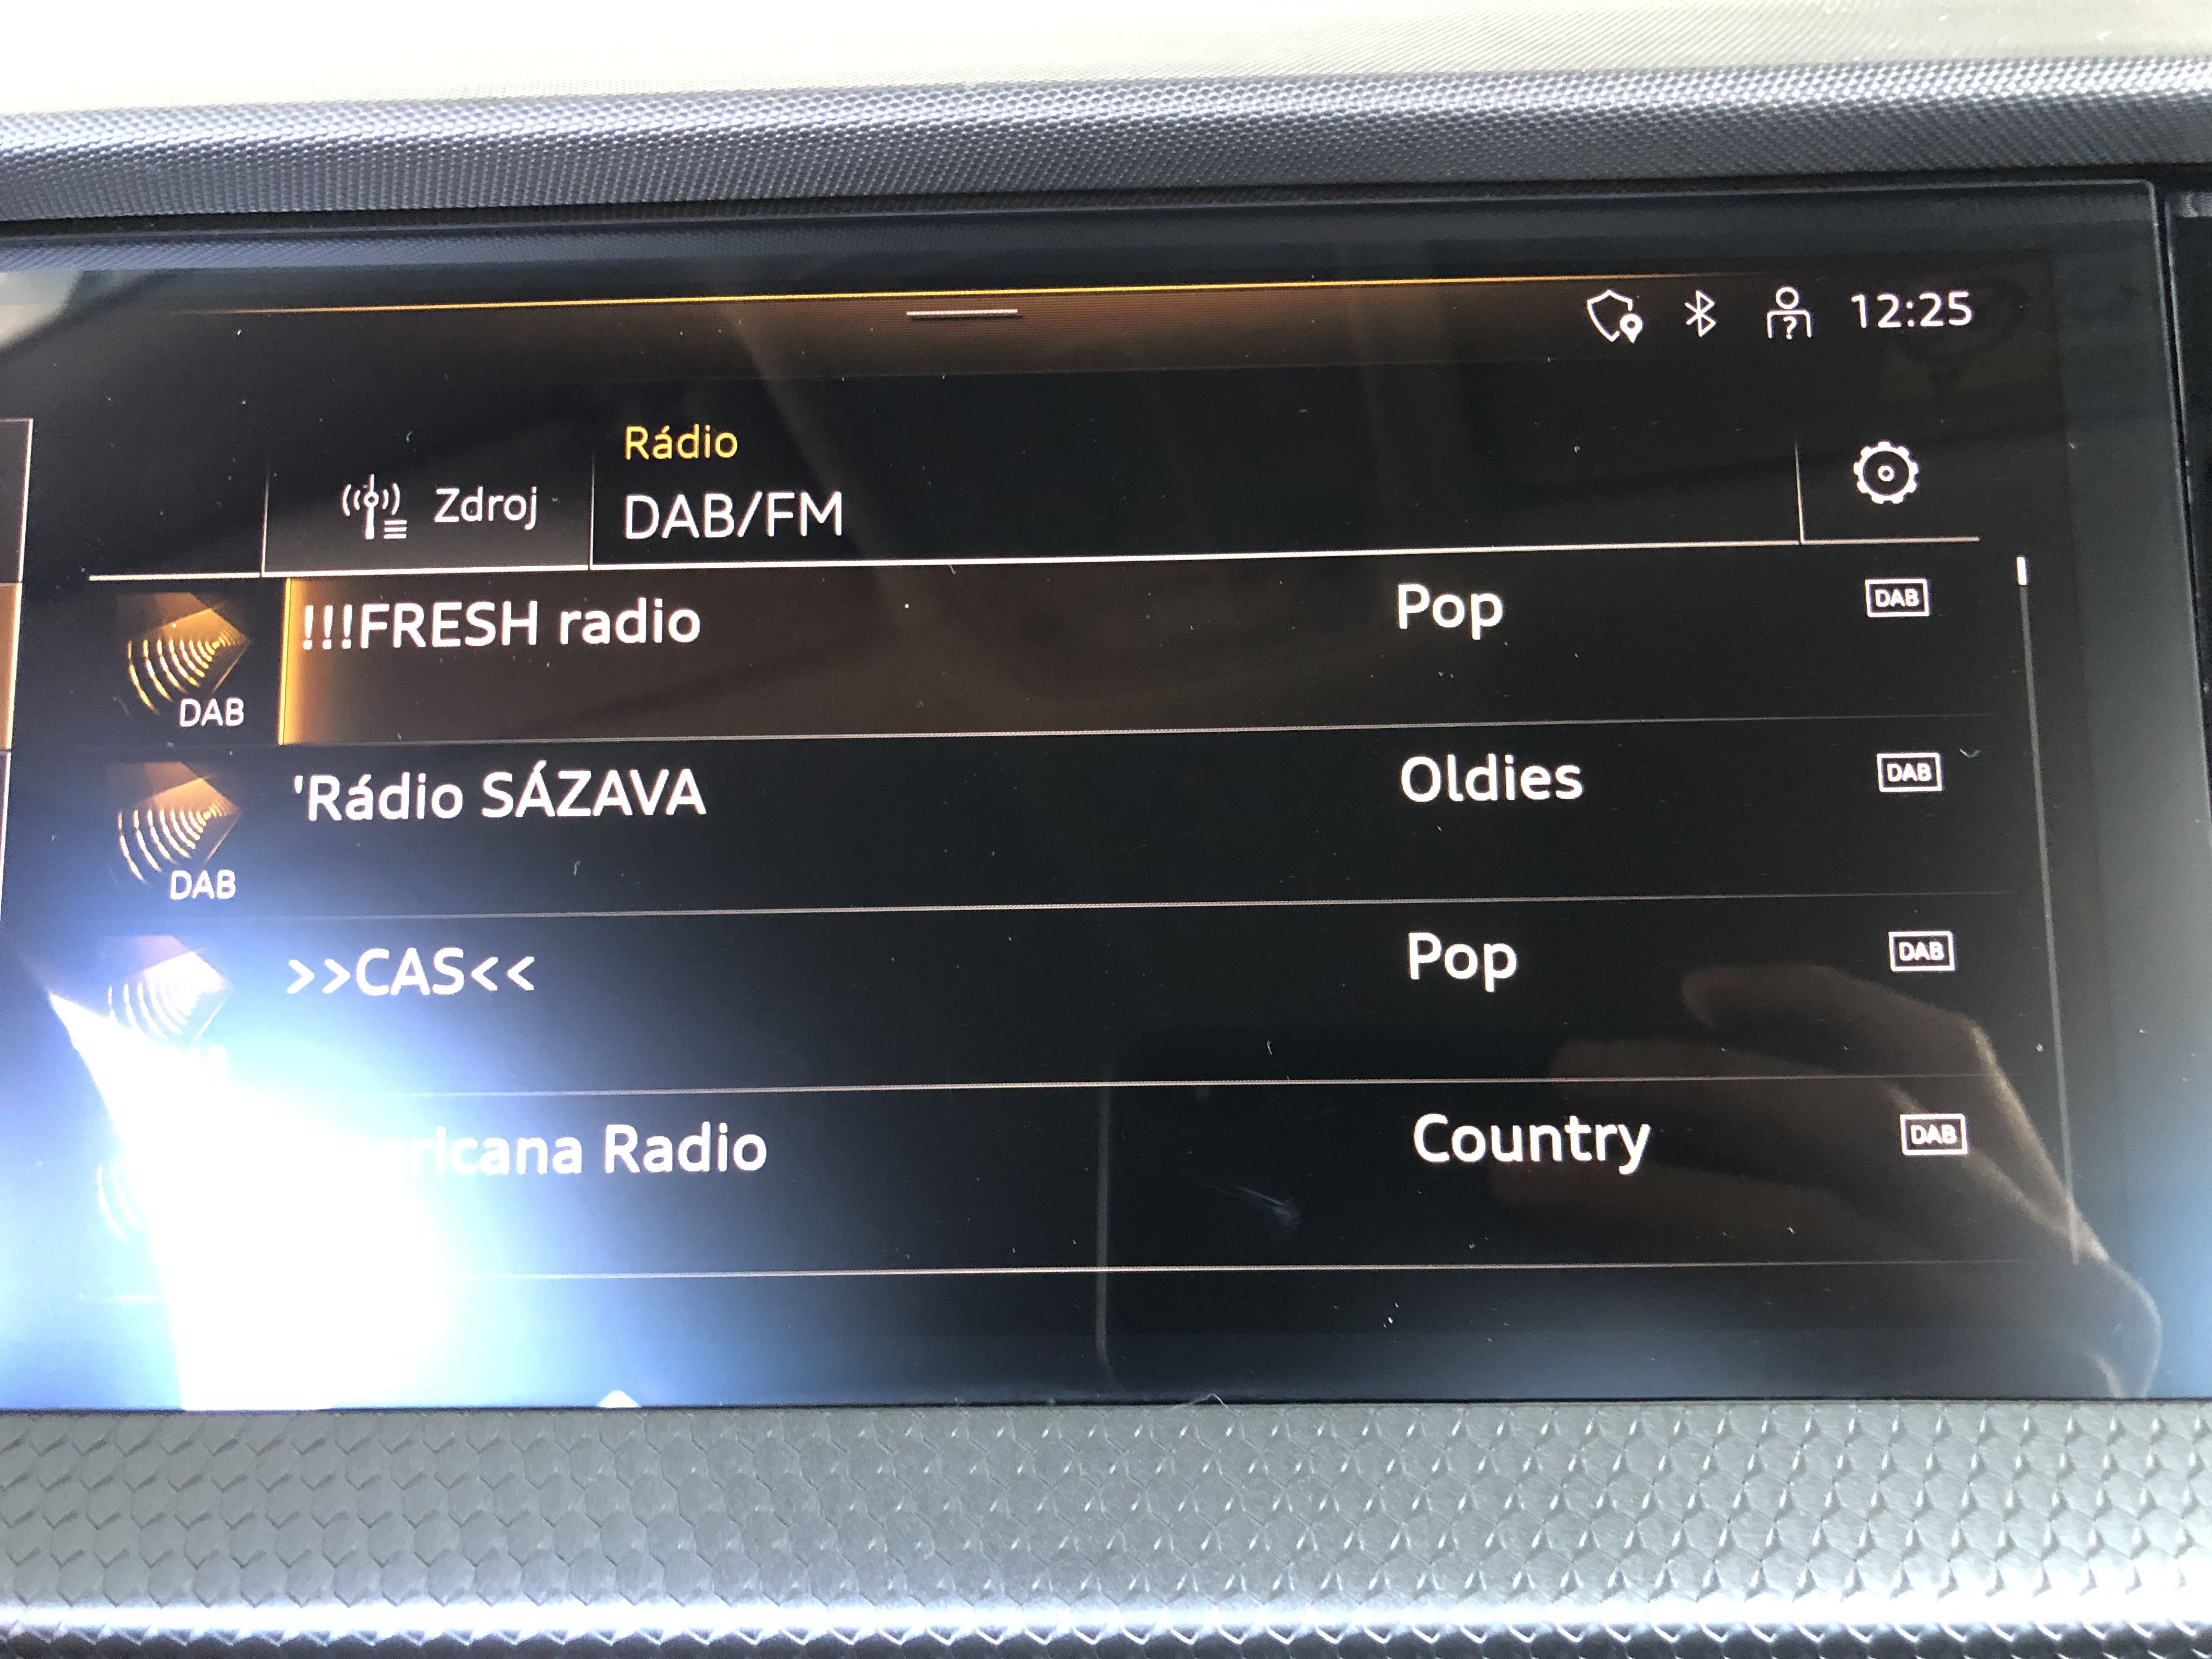 12:25
Rádio
Zdroj
DAB/FM
!!!FRESH radio Pop DAB
DAB
'Rádio SÁZAVA Oldies DAB
DAB
>>CAS<< Pop DAB
Radio Country DAB